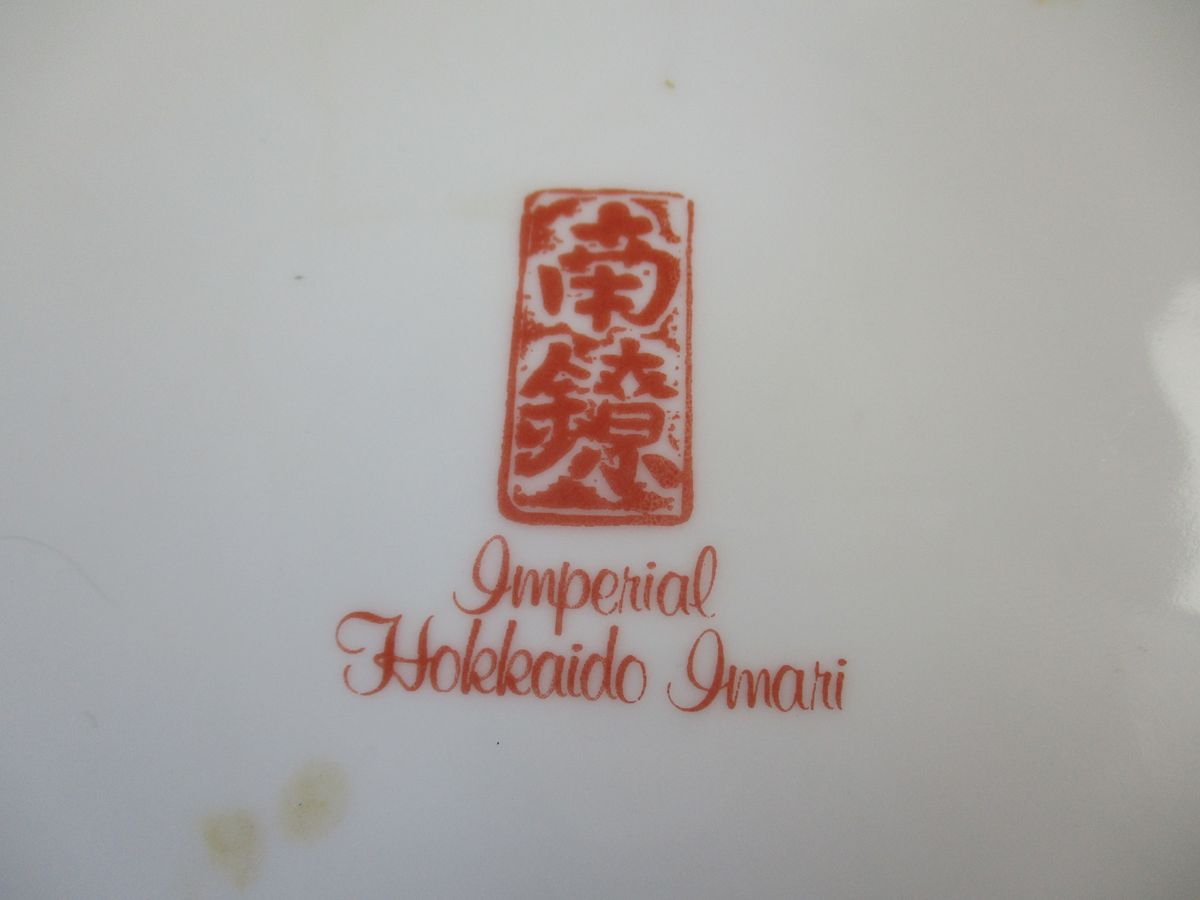 南鐐
Imperial
Hokkaido Imari